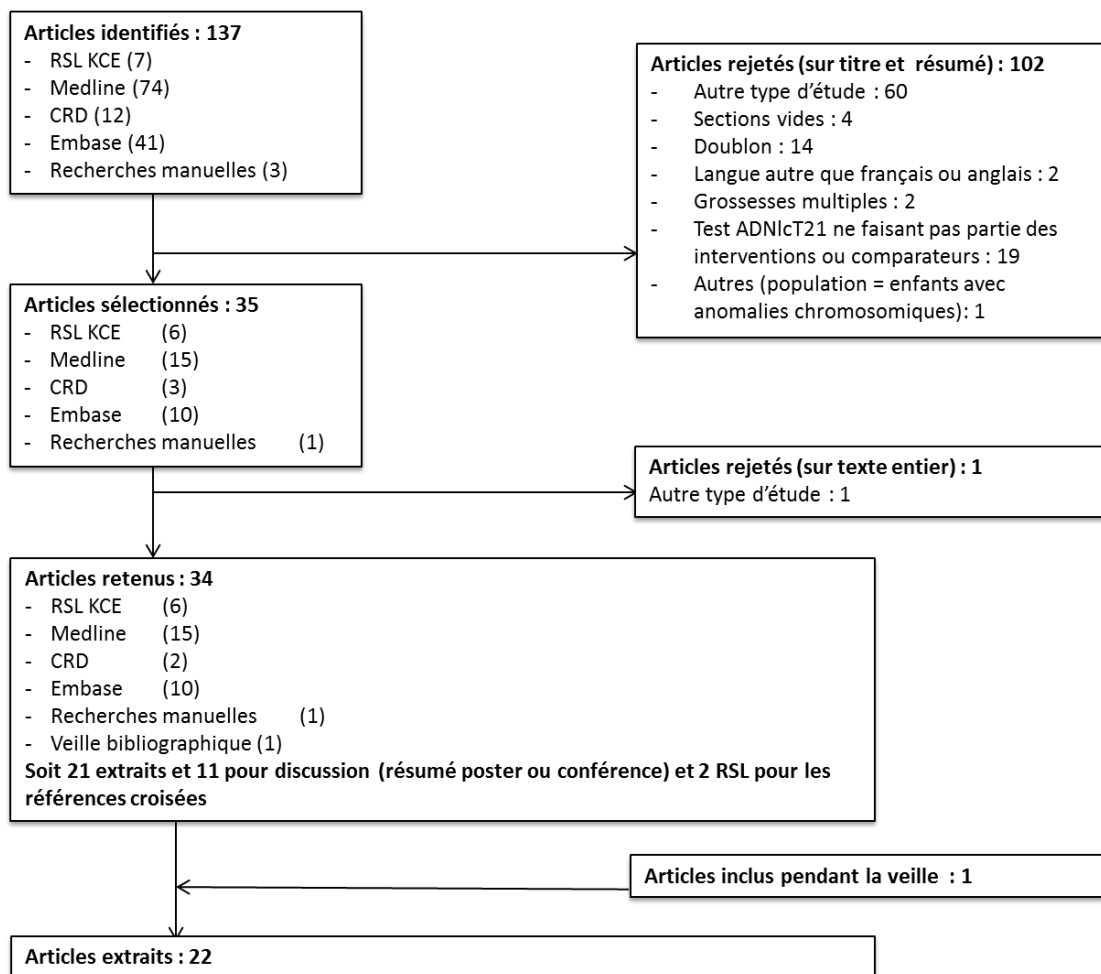 Articles identifiés : 137
- RSL KCE (7)
- Medline (74)
- CRD (12)
- Embase (41)
- Recherches manuelles (3)
Articles rejetés (sur titre et résumé) : 102
- Autre type d'étude : 60
- Sections vides : 4
- Doublon : 14
- Langue autre que français ou anglais : 2
- Grossesses multiples : 2
- Test ADNlcT21 ne faisant pas partie des
interventions ou comparateurs : 19
- Autres (population = enfants avec
anomalies chromosomiques): 1
Articles sélectionnés : 35
- RSL KCE (6)
- Medline (15)
- CRD (3)
- Embase (10)
- Recherches manuelles (1)
Articles rejetés (sur texte entier) : 1
Autre type d'étude : 1
Articles retenus : 34
- RSL KCE (6)
- Medline (15)
- CRD (2)
- Embase (10)
- Recherches manuelles (1)
- Veille bibliographique (1)
Soit 21 extraits et 11 pour discussion (résumé poster ou conférence) et 2 RSL pour les
références croisées
Articles inclus pendant la veille : 1
Articles extraits : 22